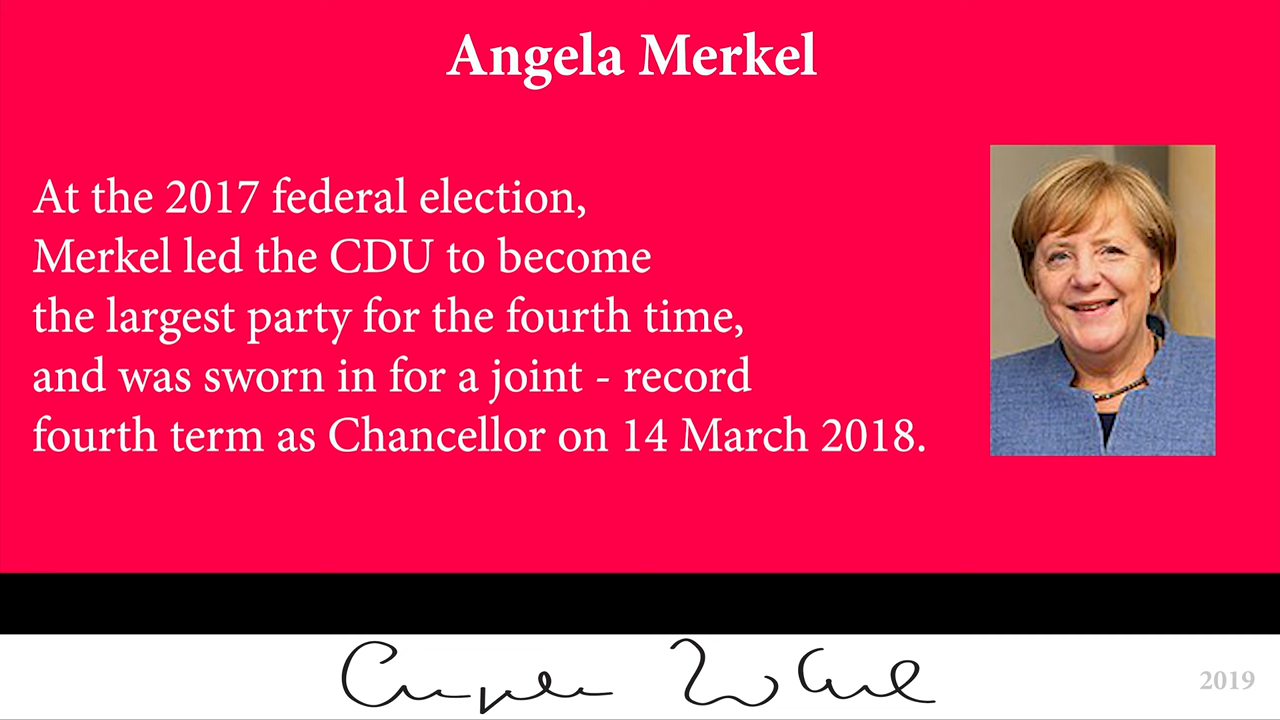 Angela Merkel
At the 2017 federal election,
Merkel led the CDU to become
the largest party for the fourth time,
and was sworn in for a joint - record
fourth term as Chancellor on 14 March 2018.
2019